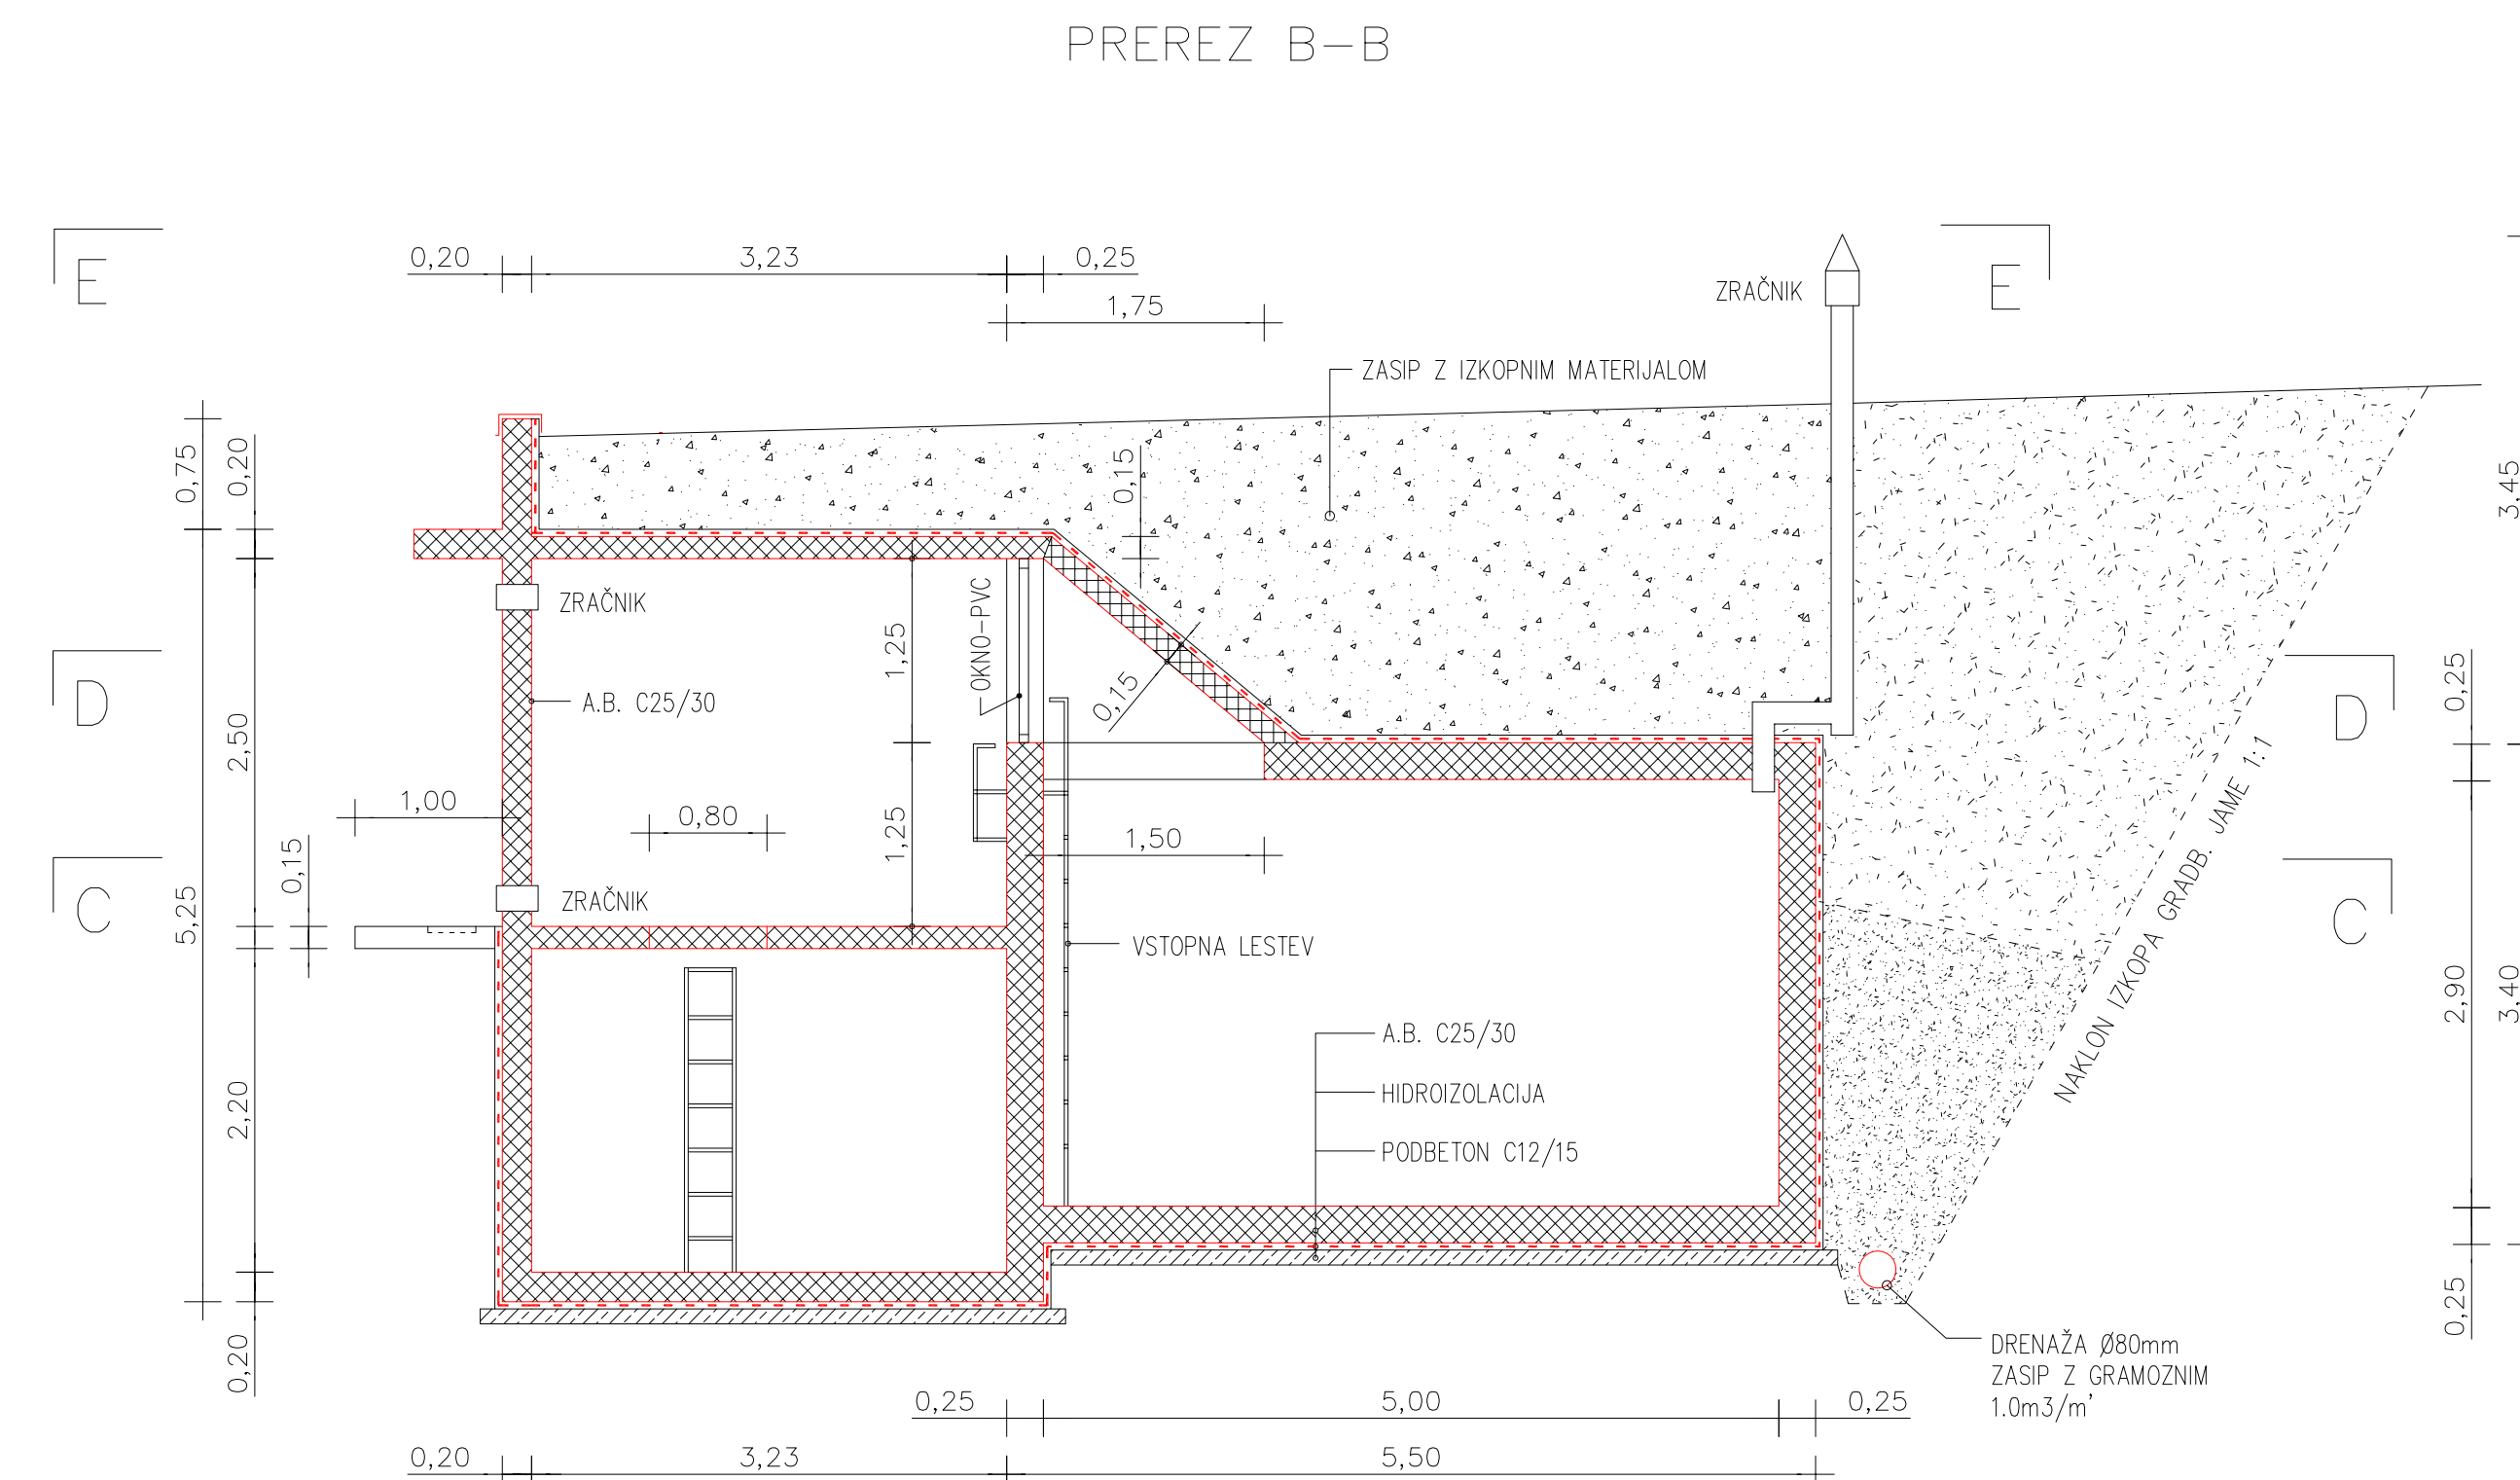 PREREZ B-B
E
E
0,20
3,23
0,25
1,75
ZRAČNIK
ZASIP Z IZKOPNIM MATERIJALOM
0,75
0,20
0,15
3,45
ZRAČNIK
OKNO-PVC
1,25
D
D
A.B. C25/30
0,15
0,25
2,50
NAKLON IZKOPA GRADB. JAME 1:1
1,00
0,80
1,25
1,50
0,15
C
C
5,25
ZRAČNIK
VSTOPNA LESTEV
2,90
3,40
A.B. C25/30
HIDROIZOLACIJA
PODBETON C12/15
2,20
0,20
0,25
DRENAŽA Ø80mm
ZASIP Z GRAMOZNIM
1.0m3/m'
0,25
5,00
0,25
0,20
3,23
5,50